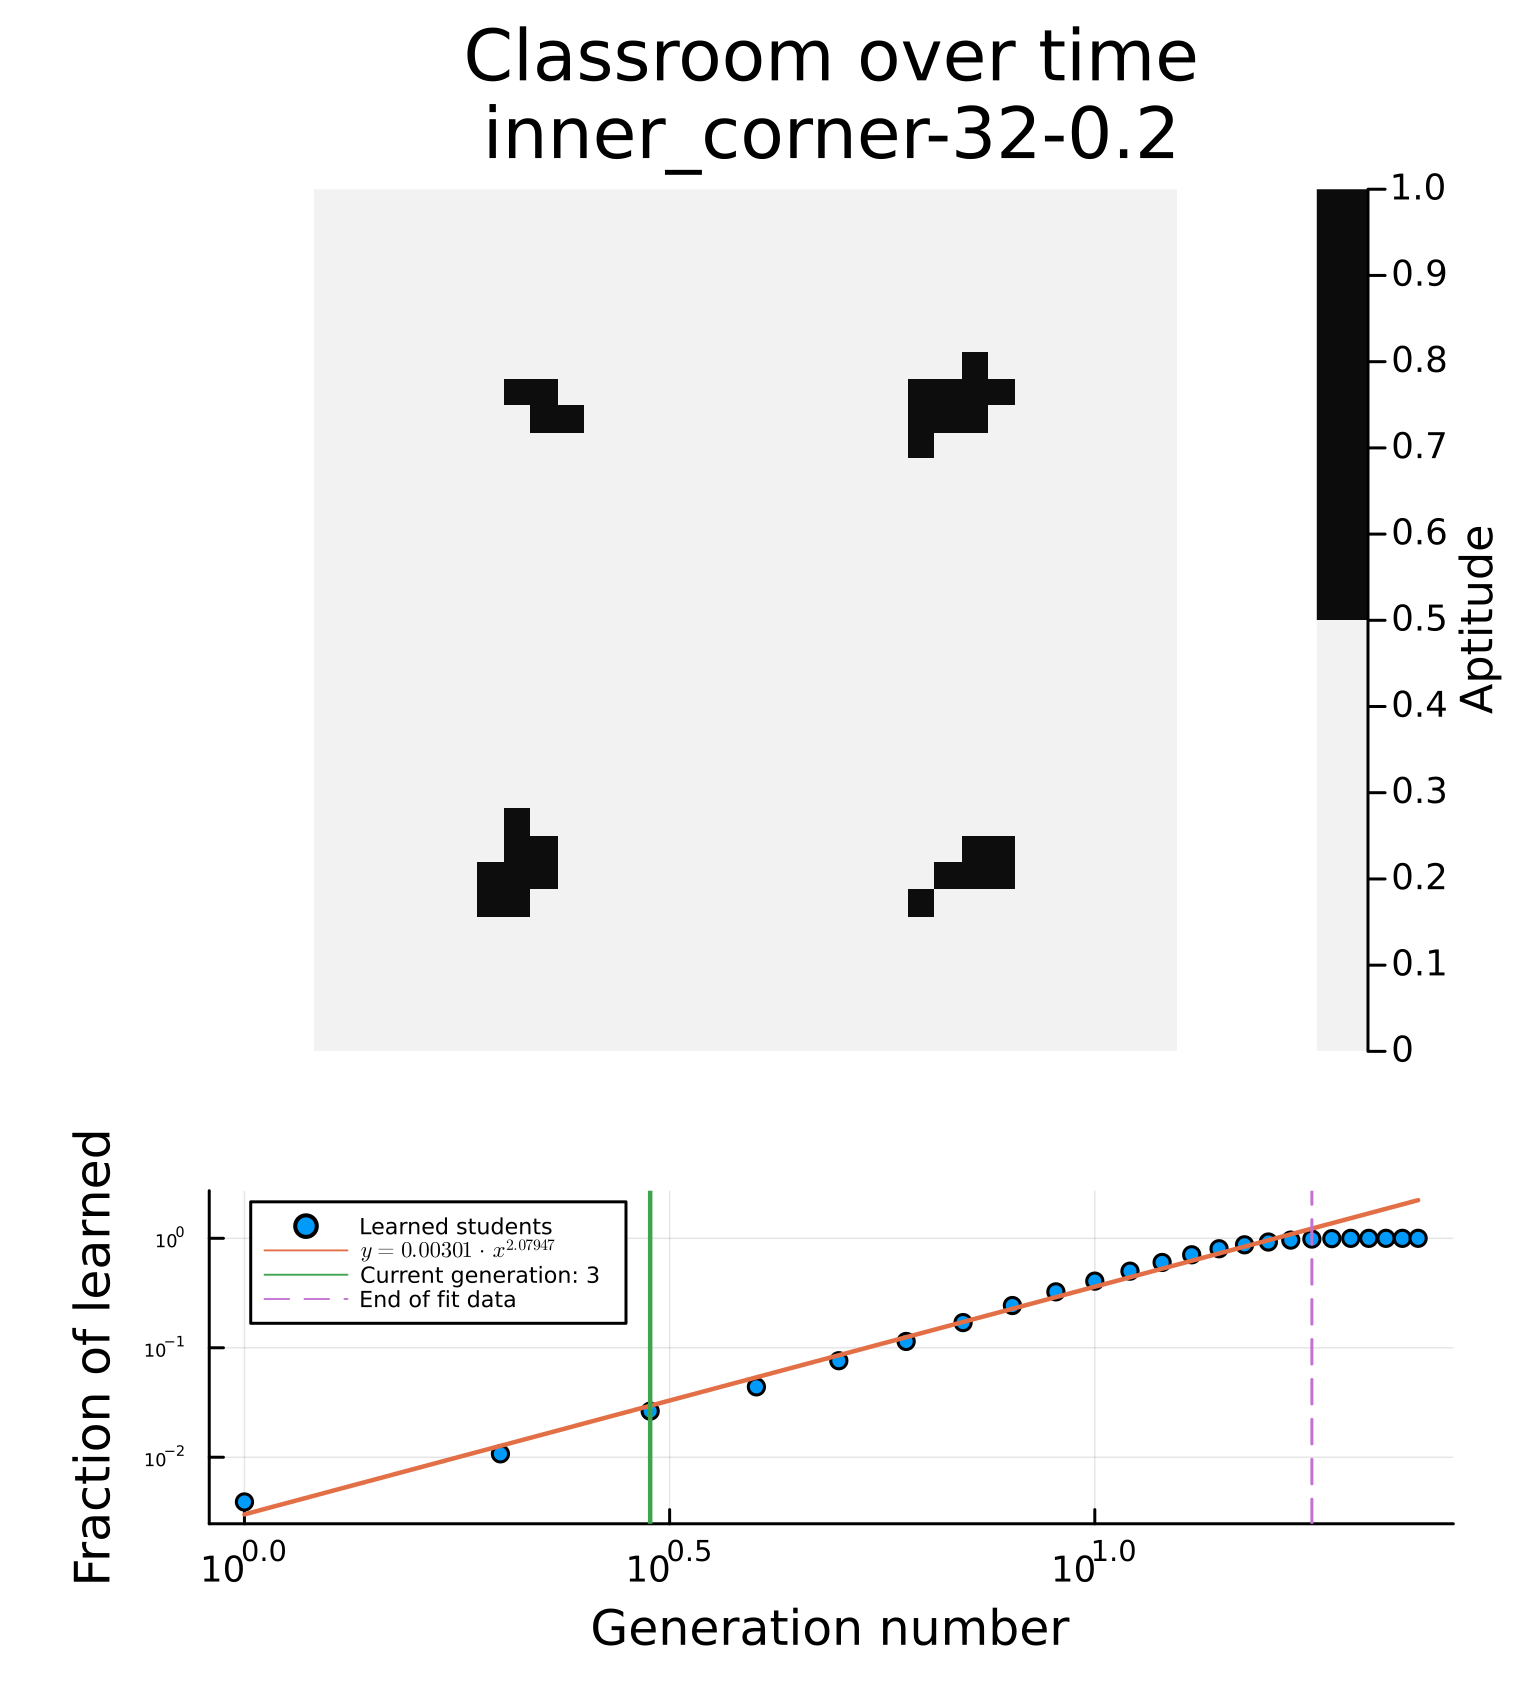 Classroom over time
inner_corner-32-0.2
1.0
0.9
0.8
0.7
0.6
0.5
0.4
0.3
0.2
0.1
0
Aptitude
Fraction of learned
10⁰
10⁻¹
10⁻²
Learned students
y = 0.00301 · x^2.07947
Current generation: 3
End of fit data
10^0.0
10^0.5
10^1.0
Generation number